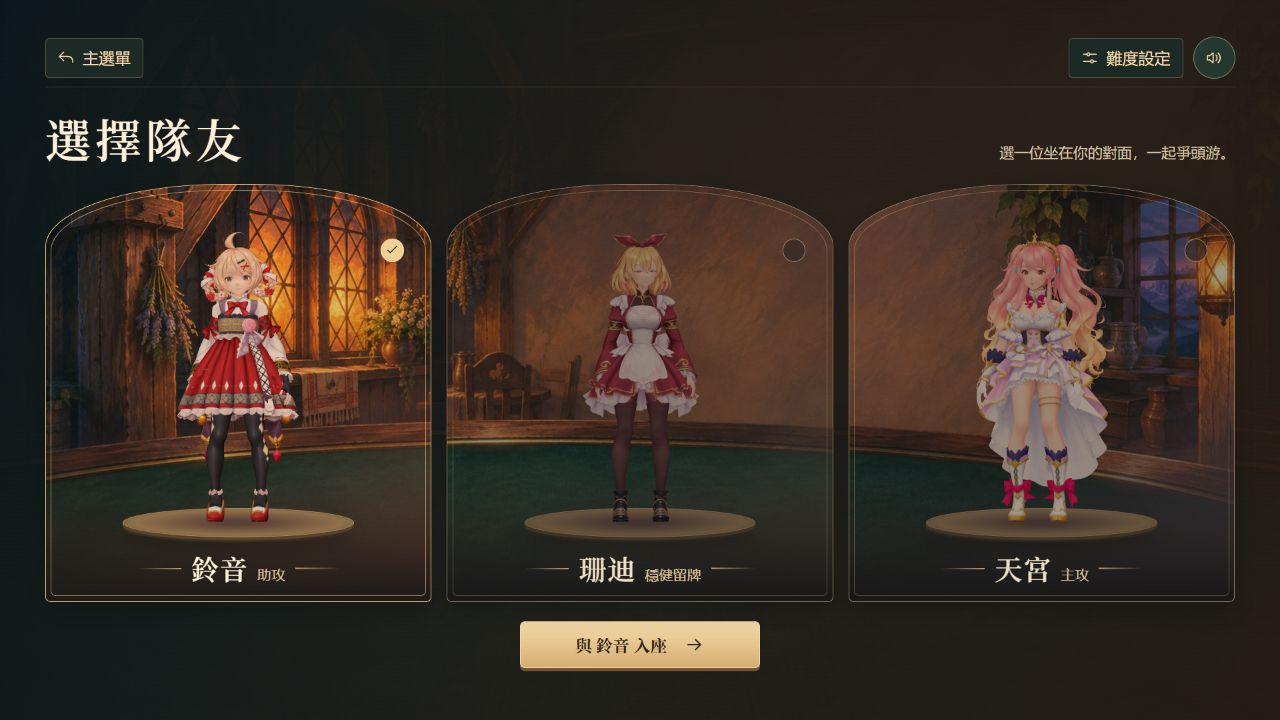 主選單
難度設定
選擇隊友
選一位坐在你的對面，一起爭頭游。
鈴音 助攻
珊迪 穩健留牌
天宮 主攻
與 鈴音 入座 →